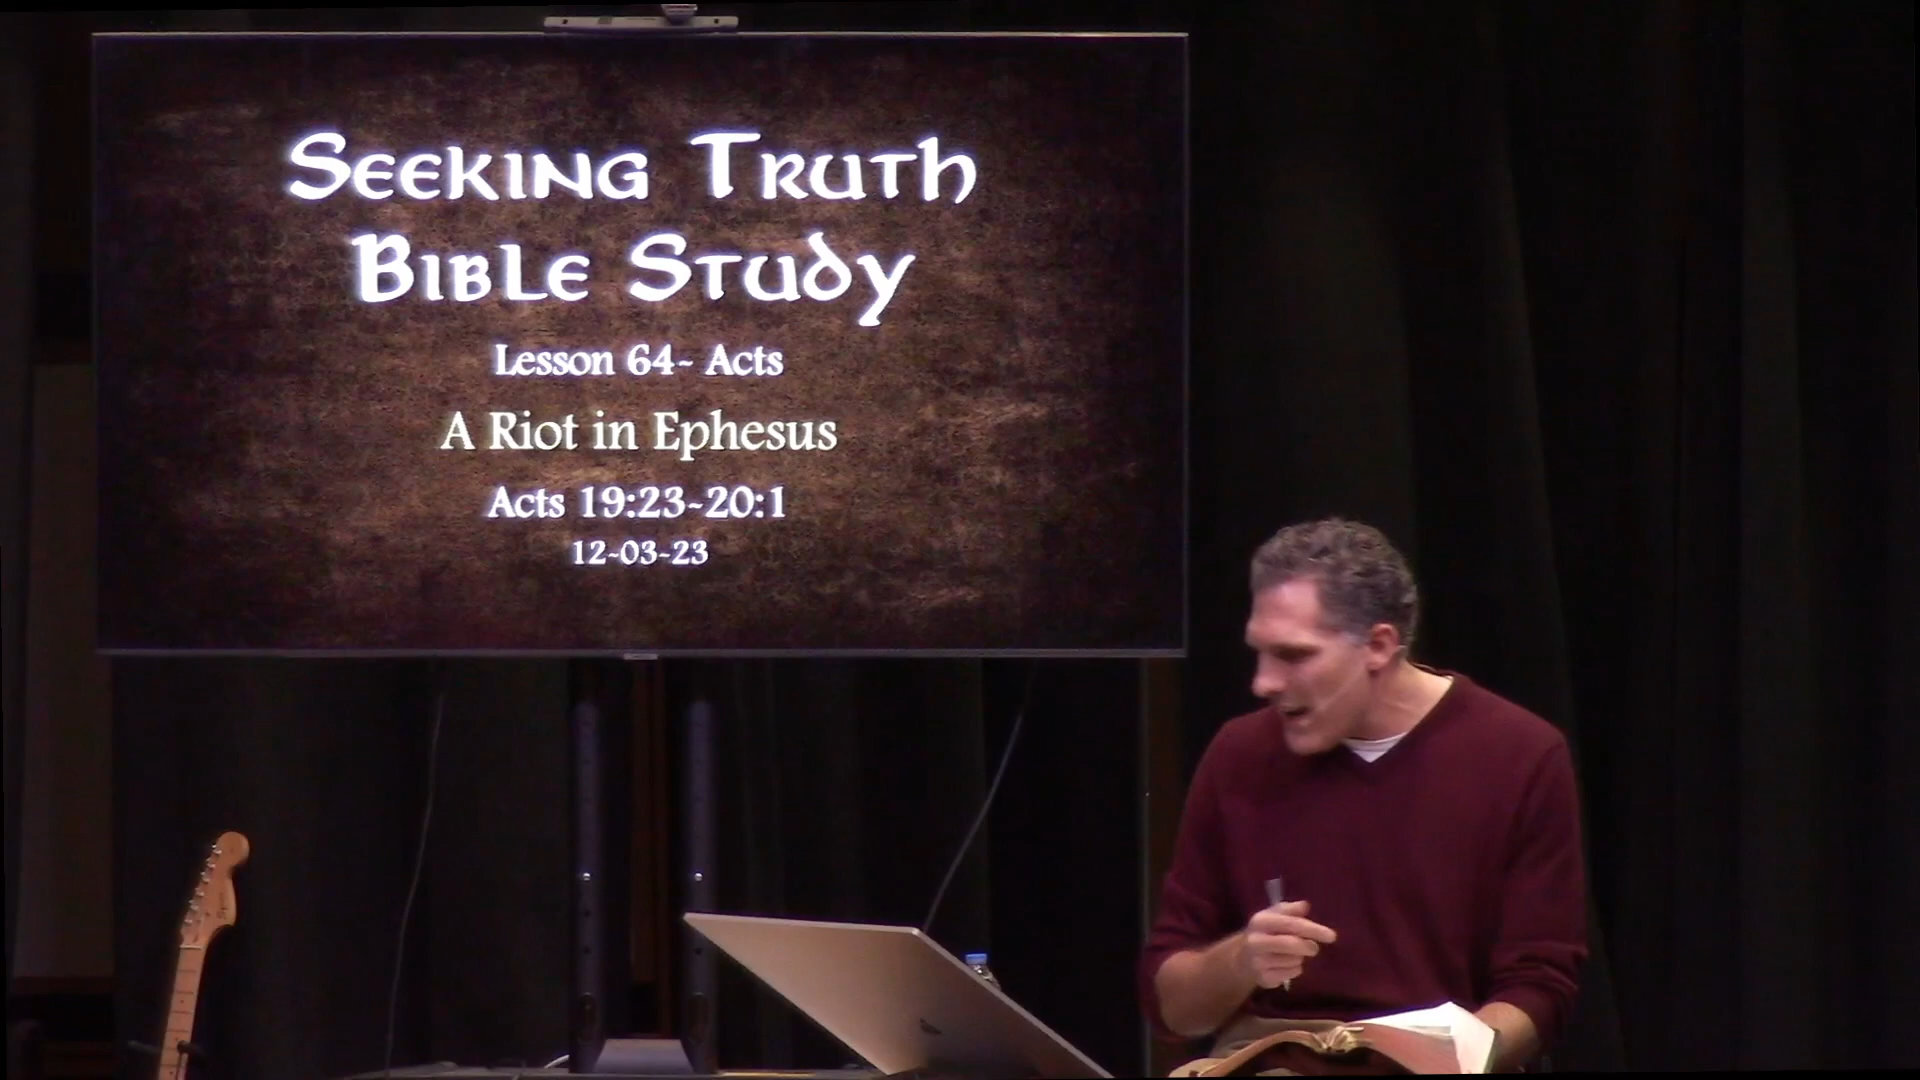 Seeking Truth
Bible Study
Lesson 64~ Acts
A Riot in Ephesus
Acts 19:23~20:1
12-03-23